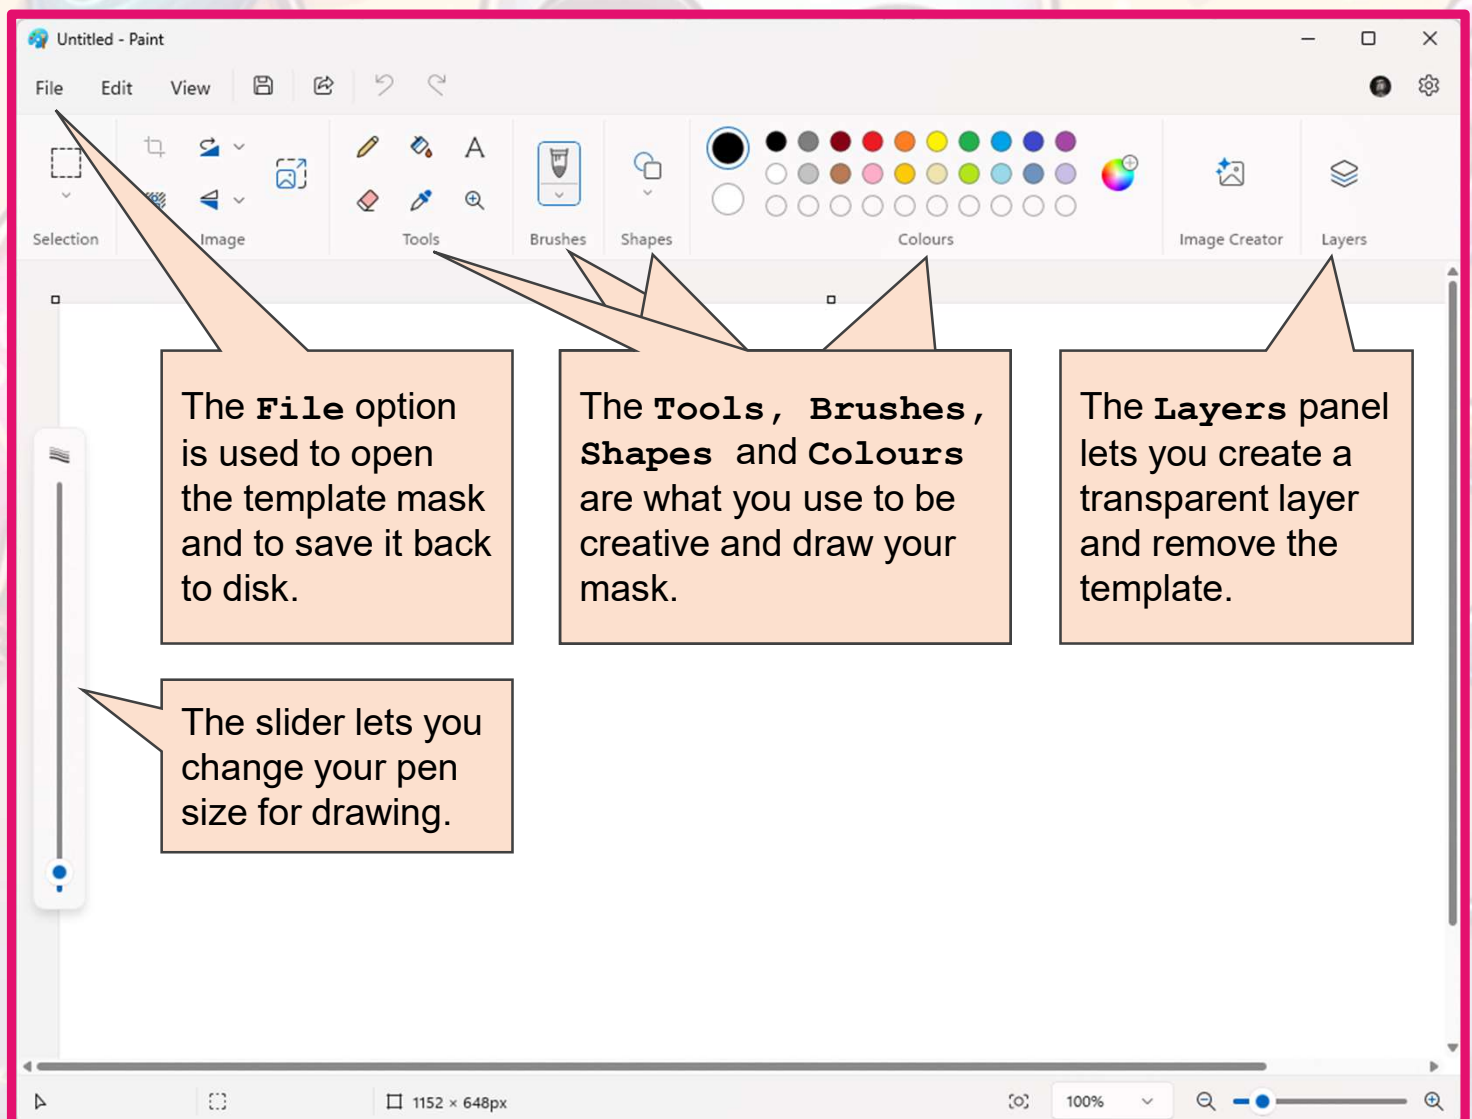 Untitled - Paint
File Edit View
Selection Image Tools Brushes Shapes Colours Image Creator Layers
The File option
is used to open
the template mask
and to save it back
to disk.
The Tools, Brushes,
Shapes and Colours
are what you use to be
creative and draw your
mask.
The Layers panel
lets you create a
transparent layer
and remove the
template.
The slider lets you
change your pen
size for drawing.
1152 × 648px 100%